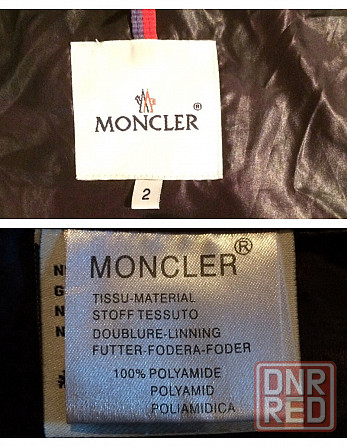 MONCLER®
2
N
G
N
N
MONCLER®
TISSU-MATERIAL
STOFF TESSUTO
DOUBLURE-LINNING
FUTTER-FODERA-FODER
100% POLYAMIDE
POLYAMID
POLIAMIDICA
DNR
RED